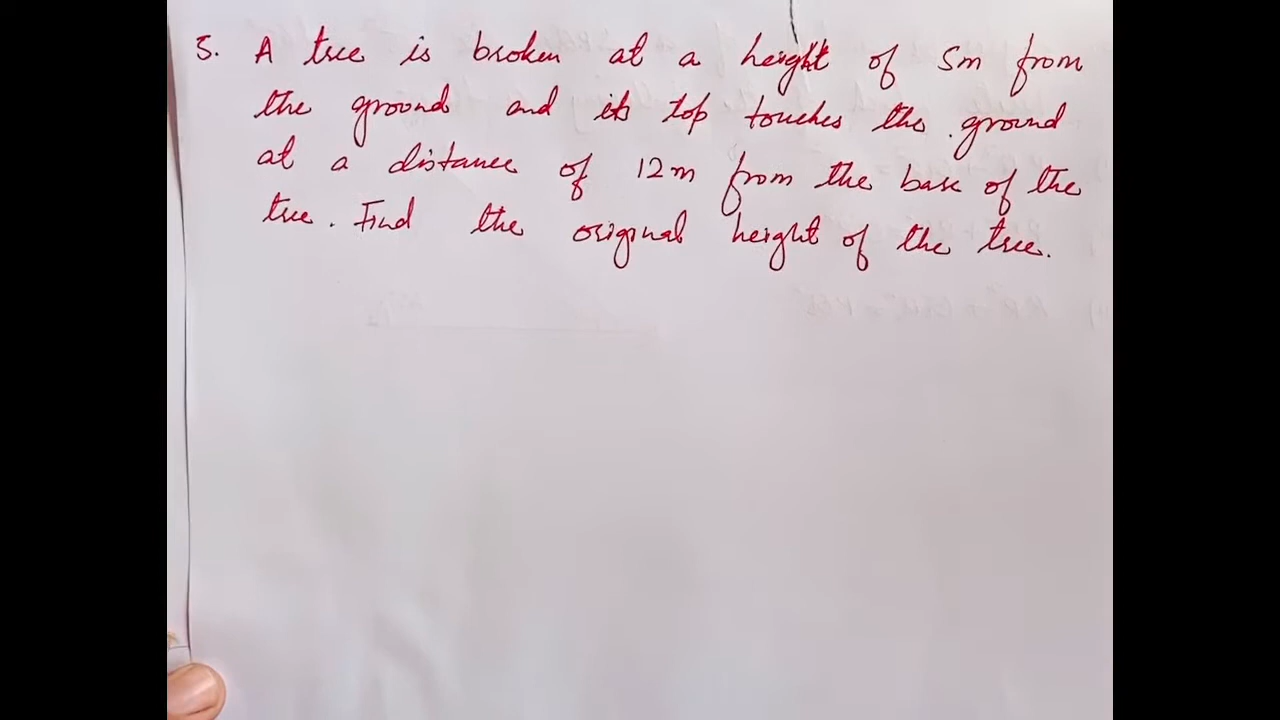 5. A tree is broken at a height of 5m from
the ground and its top touches the ground
at a distance of 12m from the base of the
tree. Find the original height of the tree.